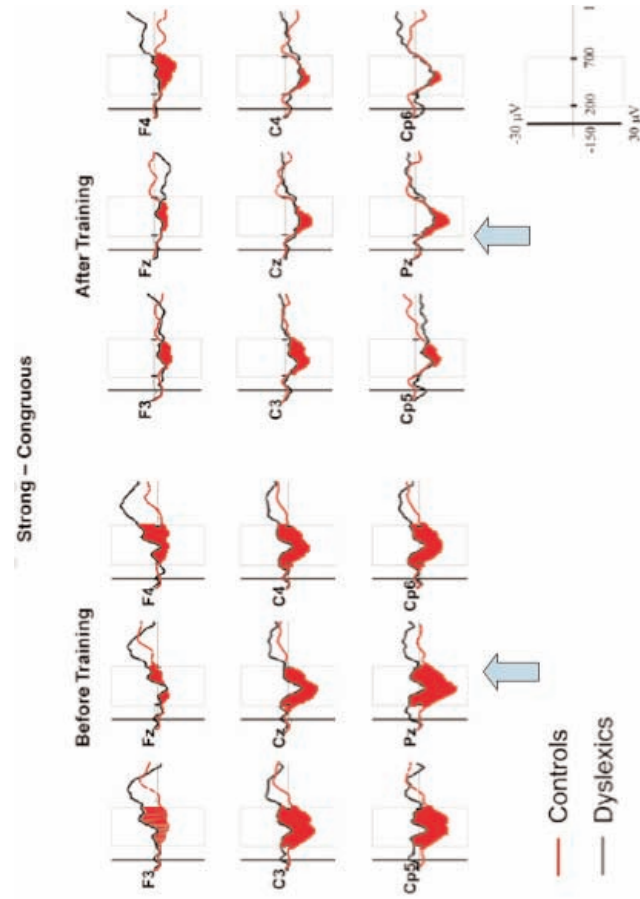 Strong – Congruous
Before Training After Training
F3 Fz F4 F3 Fz F4
C3 Cz C4 C3 Cz C4
Cp5 Pz Cp6 Cp5 Pz Cp6
-30 µV
-150 200 700
30 µV
Controls
Dyslexics